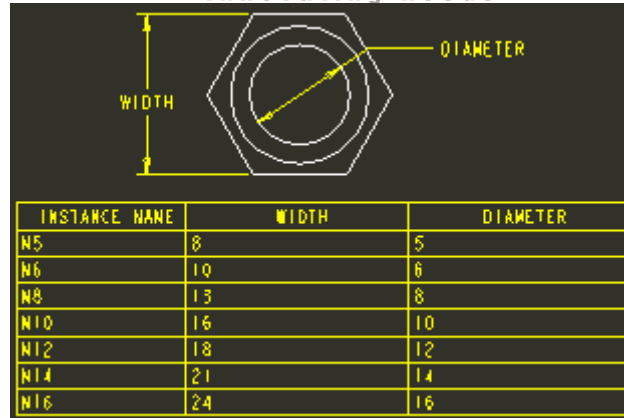 DIAMETER
WIDTH
INSTANCE NAME WIDTH DIAMETER
N5 8 5
N6 10 6
N8 13 8
N10 16 10
N12 18 12
N14 21 14
N16 24 16